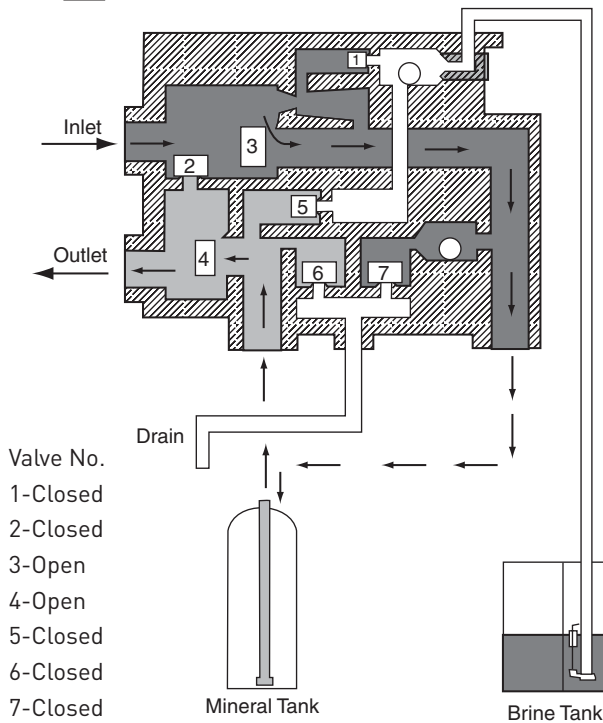 1
Inlet
3
2
5
Outlet
4
6
7
Drain
Valve No.
1-Closed
2-Closed
3-Open
4-Open
5-Closed
6-Closed
7-Closed
Mineral Tank
Brine Tank